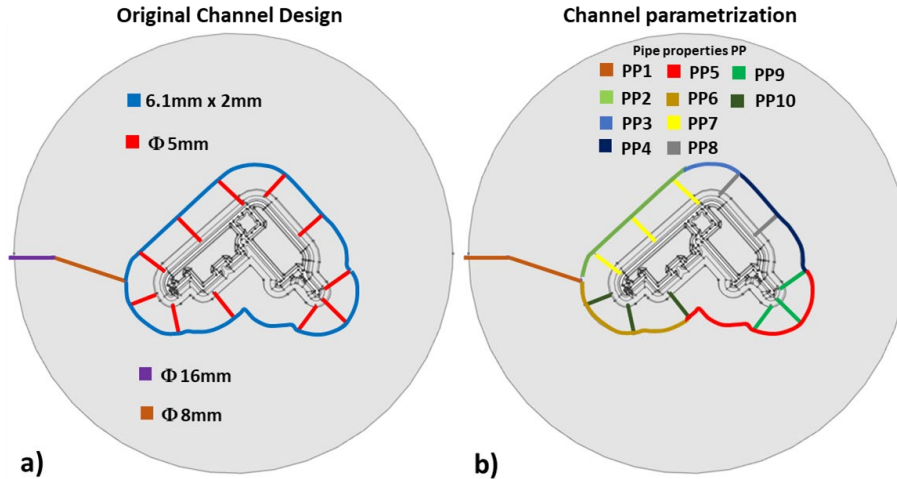 Original Channel Design
6.1mm x 2mm
Φ 5mm
Φ 16mm
Φ 8mm
a)
Channel parametrization
Pipe properties PP
PP1 PP5 PP9
PP2 PP6 PP10
PP3 PP7
PP4 PP8
b)